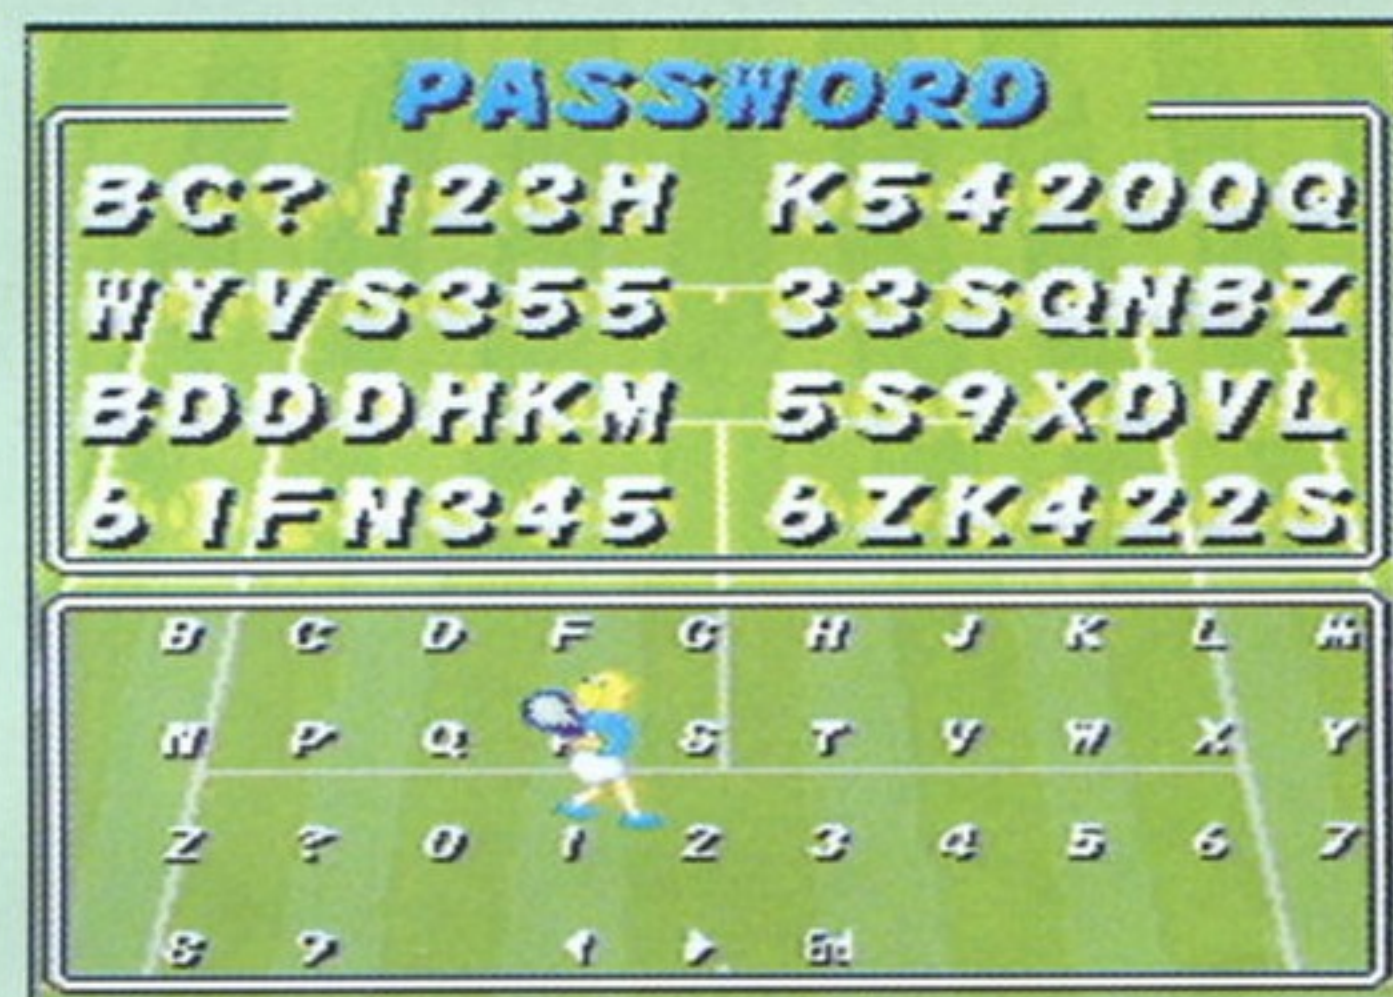 PASSWORD
BC?123H K54200Q
WYVS355 33SQNBZ
BDDDHKM 5S9XDVL
61FN345 6ZK422S
B C D F G H J K L M
N P Q S T V W X Y
Z ? 0 1 2 3 4 5 6 7
8 9